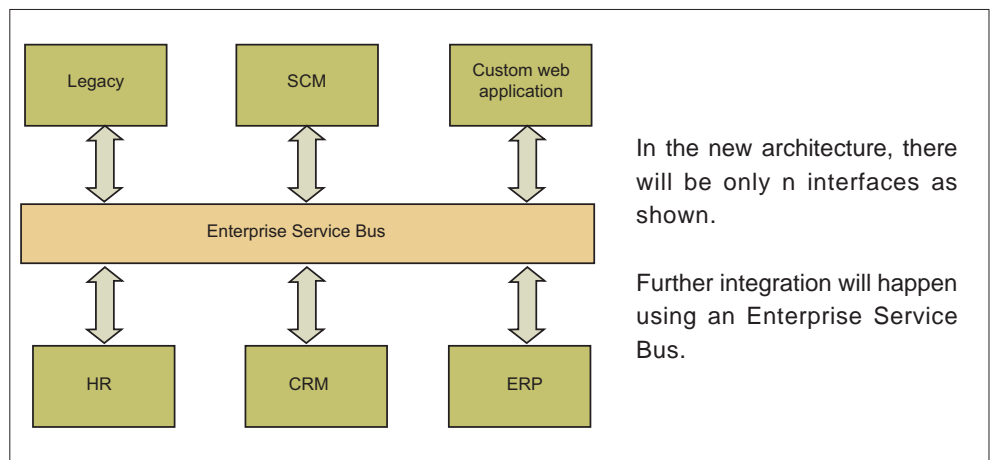 Legacy
SCM
Custom web
application
In the new architecture, there
will be only n interfaces as
shown.
Enterprise Service Bus
Further integration will happen
using an Enterprise Service
Bus.
HR
CRM
ERP